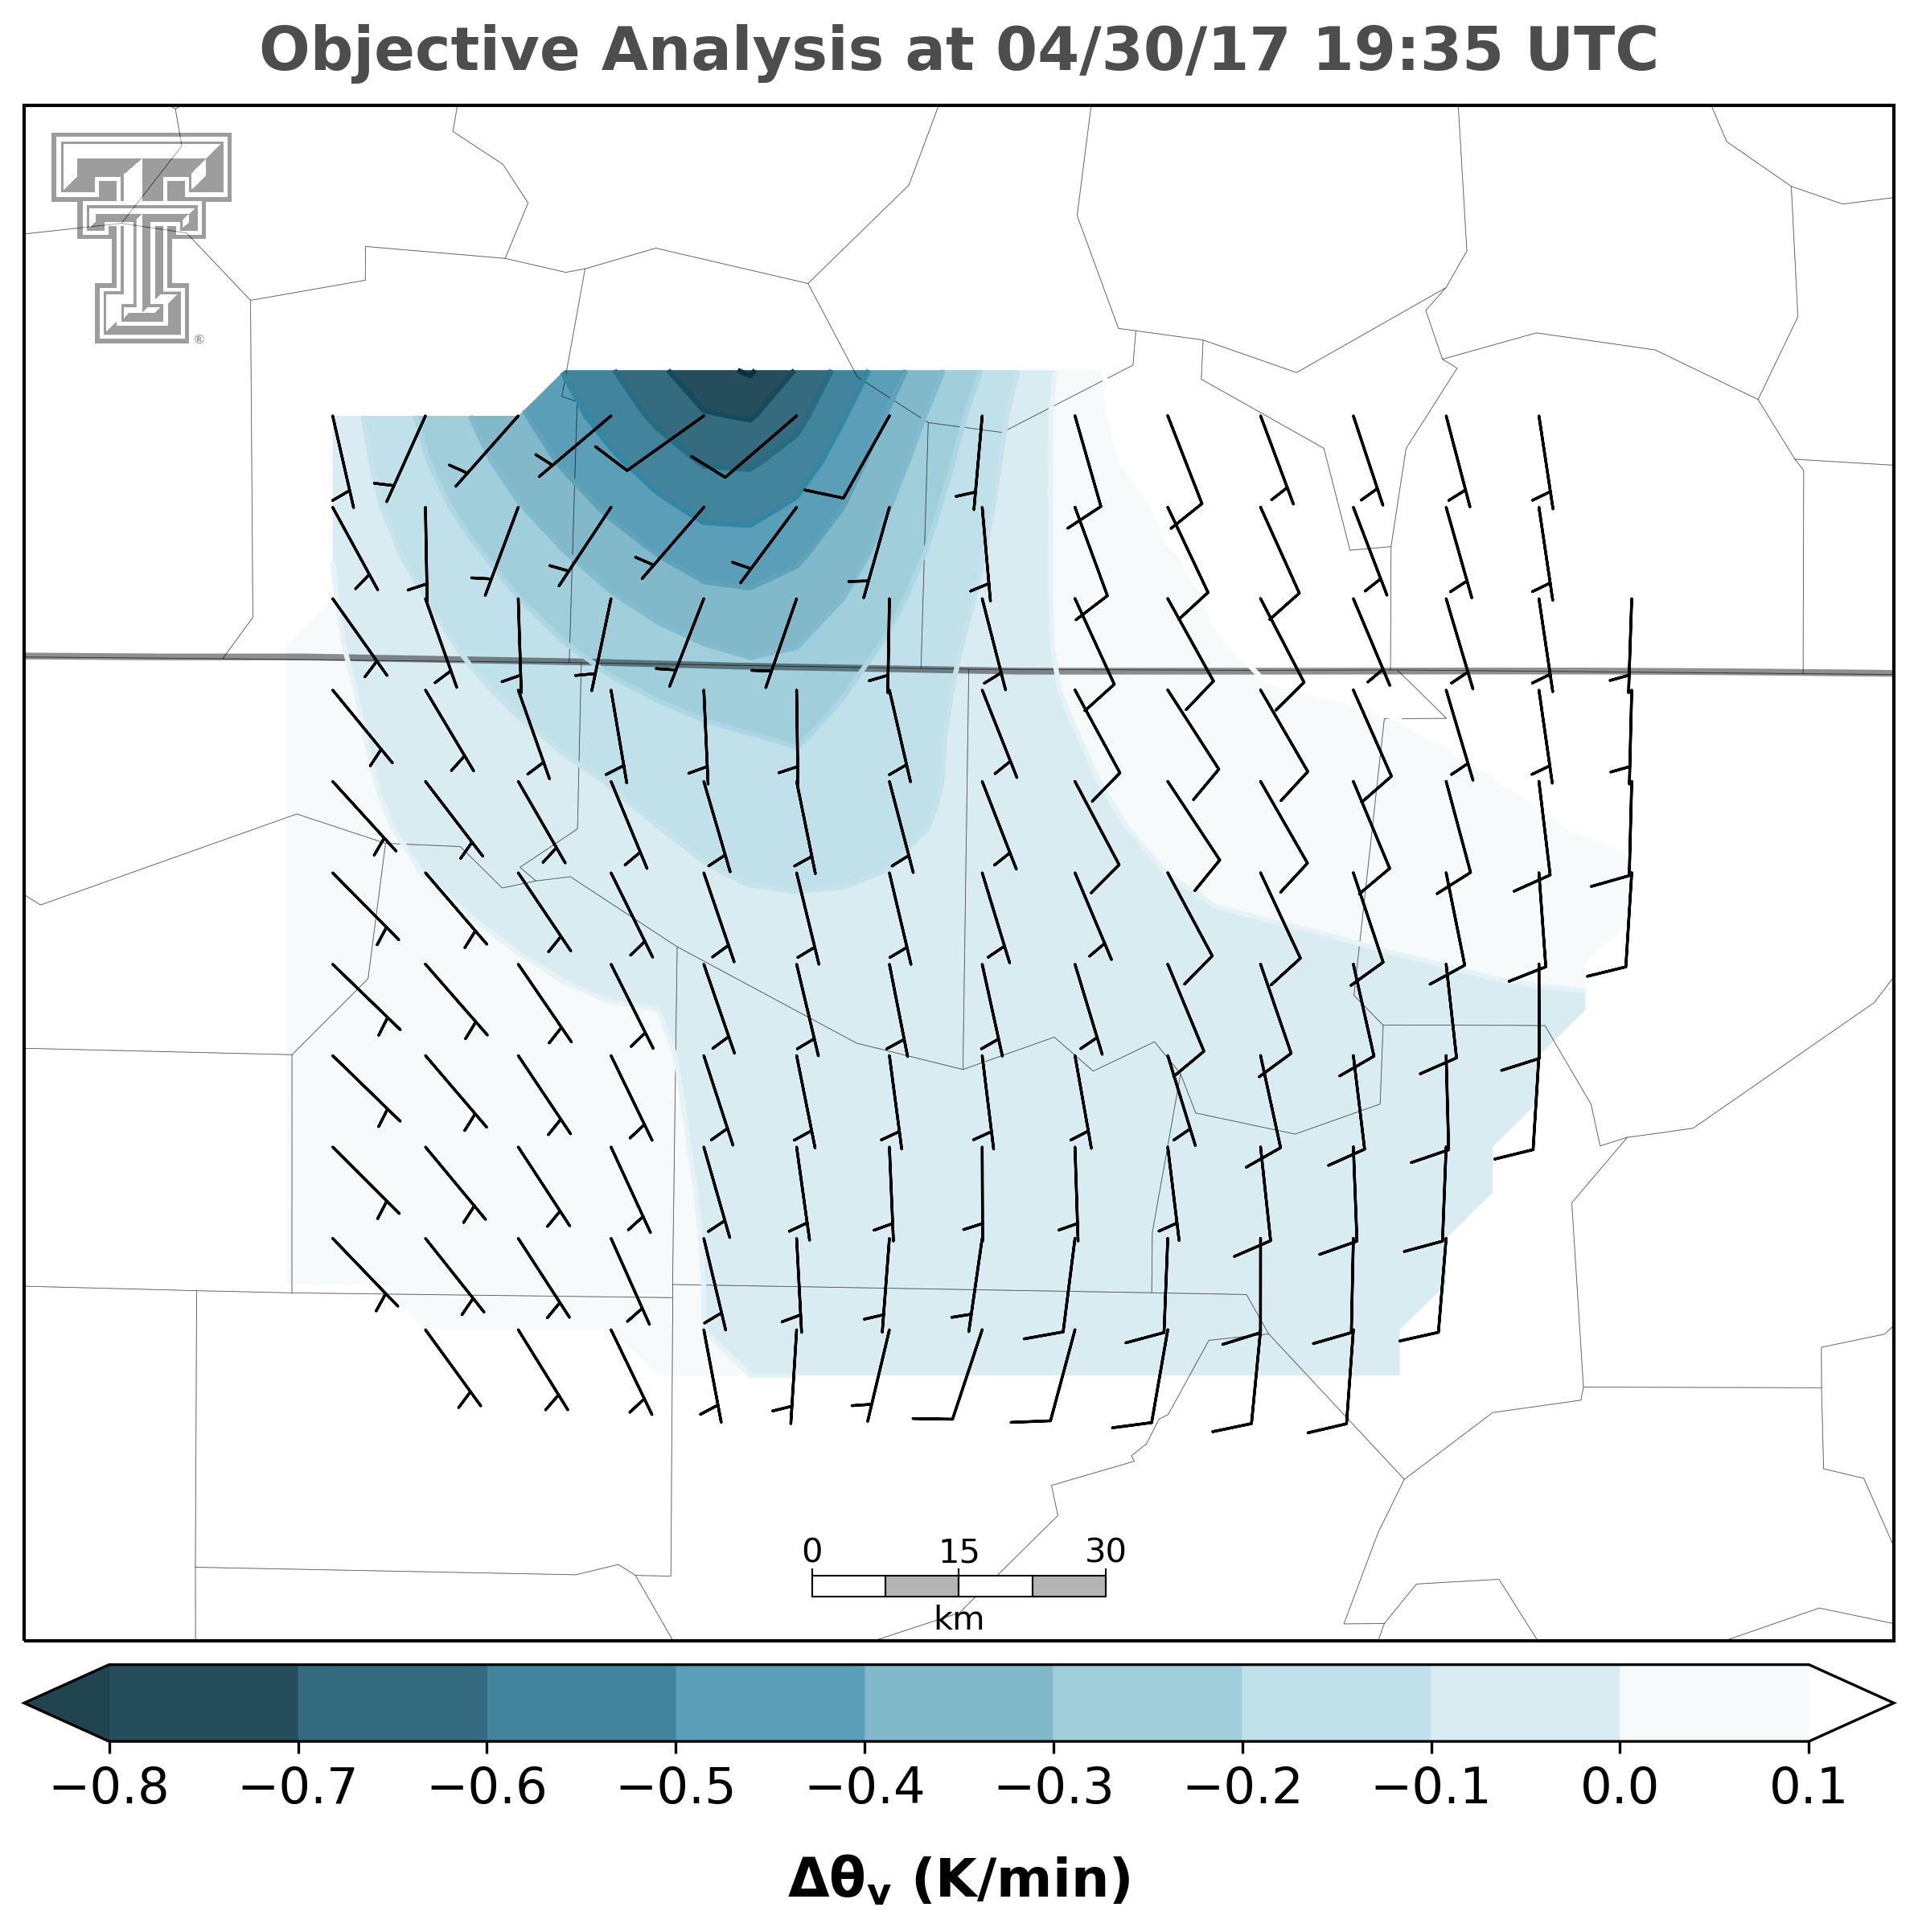 Objective Analysis at 04/30/17 19:35 UTC
®
0 15 30
km
−0.8 −0.7 −0.6 −0.5 −0.4 −0.3 −0.2 −0.1 0.0 0.1
Δθv (K/min)